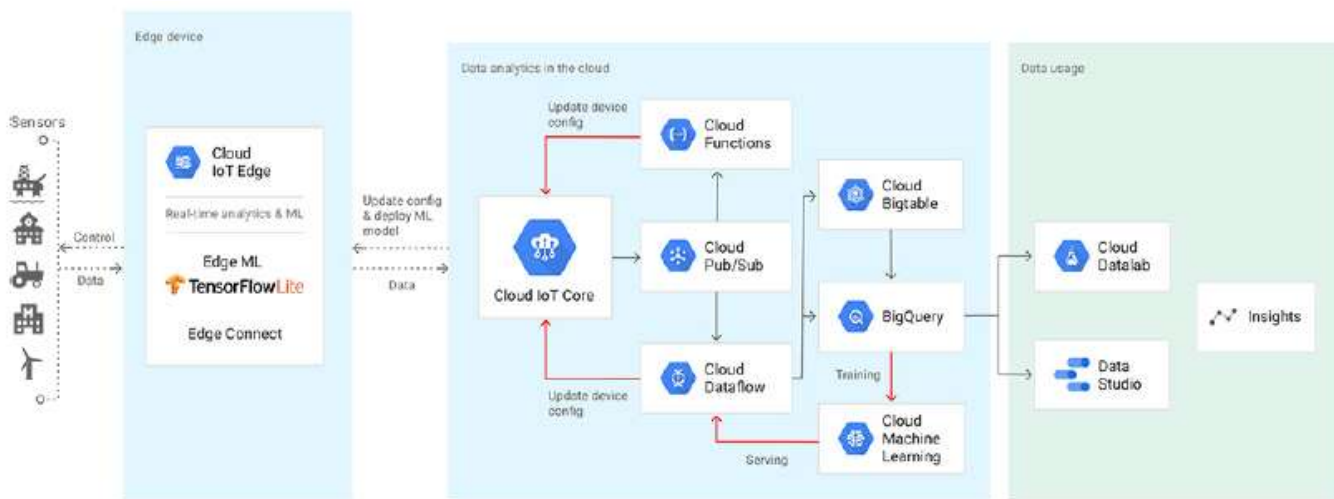 Edge device
Data analytics in the cloud
Data usage
Sensors
Control
Data
Cloud
IoT Edge
Real-time analytics & ML
Edge ML
TensorFlowLite
Edge Connect
Update config
& deploy ML
model
Data
Update device
config
Cloud
Functions
Cloud IoT Core
Cloud
Pub/Sub
Cloud
Bigtable
BigQuery
Update device
config
Cloud
Dataflow
Training
Serving
Cloud
Machine
Learning
Cloud
Datalab
Data
Studio
Insights